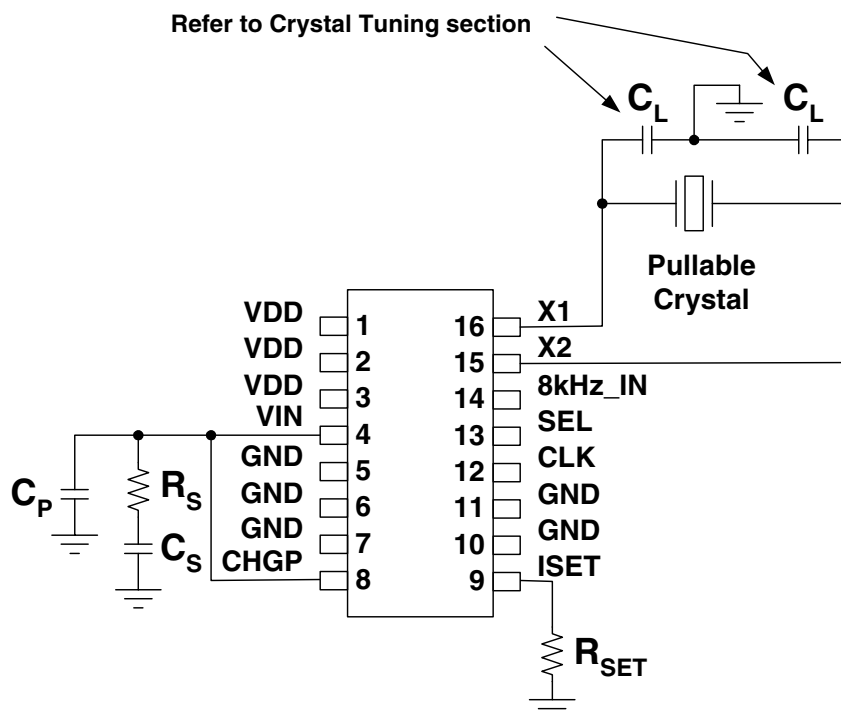 Refer to Crystal Tuning section
CL
CL
Pullable
Crystal
VDD 1
VDD 2
VDD 3
VIN 4
GND 5
GND 6
GND 7
CHGP 8
16 X1
15 X2
14 8kHz_IN
13 SEL
12 CLK
11 GND
10 GND
9 ISET
CP
RS
CS
RSET